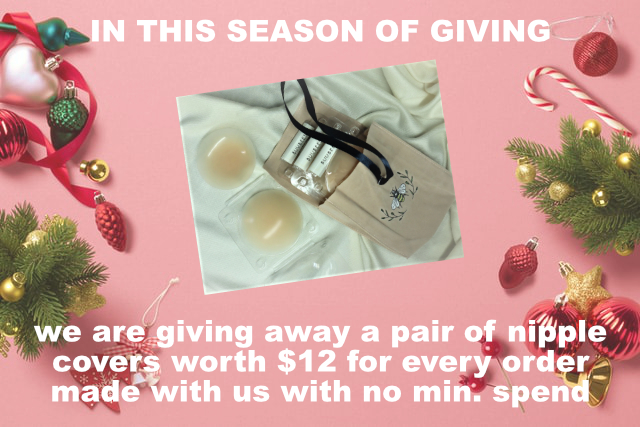 IN THIS SEASON OF GIVING
we are giving away a pair of nipple
covers worth $12 for every order
made with us with no min. spend